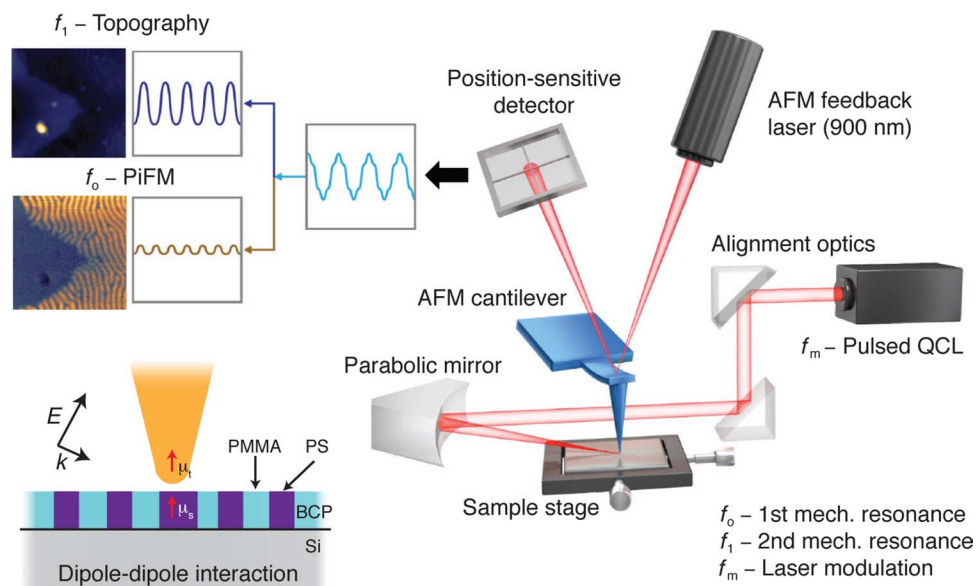 f₁ – Topography
fₒ – PiFM
Position-sensitive
detector
AFM feedback
laser (900 nm)
Alignment optics
AFM cantilever
fₘ – Pulsed QCL
Parabolic mirror
Sample stage
E
k
μₜ
PMMA
PS
μₛ
BCP
Si
Dipole-dipole interaction
fₒ – 1st mech. resonance
f₁ – 2nd mech. resonance
fₘ – Laser modulation